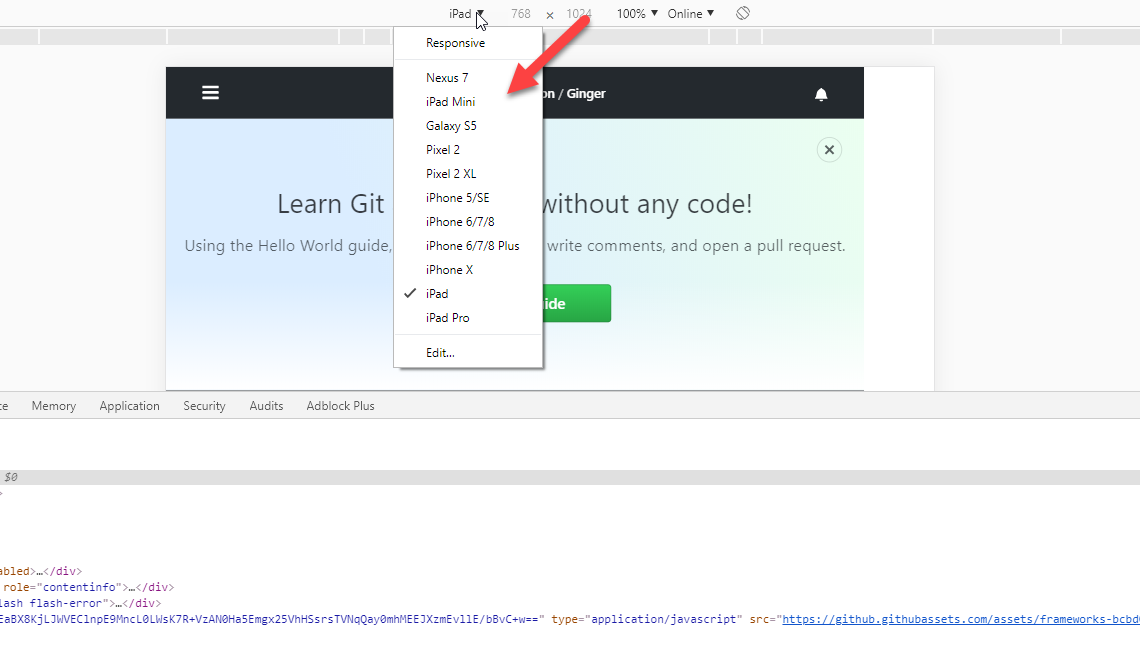 iPad 768 × 1024 100% Online
Responsive
Nexus 7
iPad Mini
Galaxy S5
Pixel 2
Pixel 2 XL
iPhone 5/SE
iPhone 6/7/8
iPhone 6/7/8 Plus
iPhone X
iPad
iPad Pro
Edit...
on / Ginger
Learn Git without any code!
Using the Hello World guide, write comments, and open a pull request.
ide
ce Memory Application Security Audits Adblock Plus
$0
>
abled>…</div>
role="contentinfo">…</div>
lash flash-error">…</div>
EaBX8KjLJWVEClnpE9MncL0LWsK7R+VzAN0Ha5Emgx25VhHSsrsTVNqQay0mhMEEJXzmEvllE/bBvC+w==" type="application/javascript" src="https://github.githubassets.com/assets/frameworks-bcbd